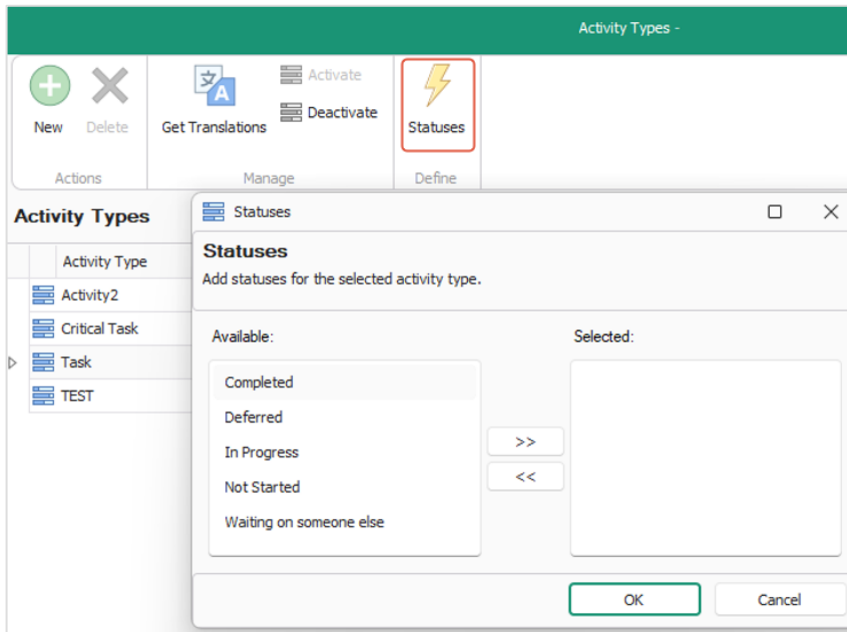 Activity Types -
Activate
Deactivate
New
Delete
Get Translations
Statuses
Actions
Manage
Define
Activity Types
Activity Type
Activity2
Critical Task
Task
TEST
Statuses
Statuses
Add statuses for the selected activity type.
Available:
Selected:
Completed
Deferred
In Progress
Not Started
Waiting on someone else
>>
<<
OK
Cancel